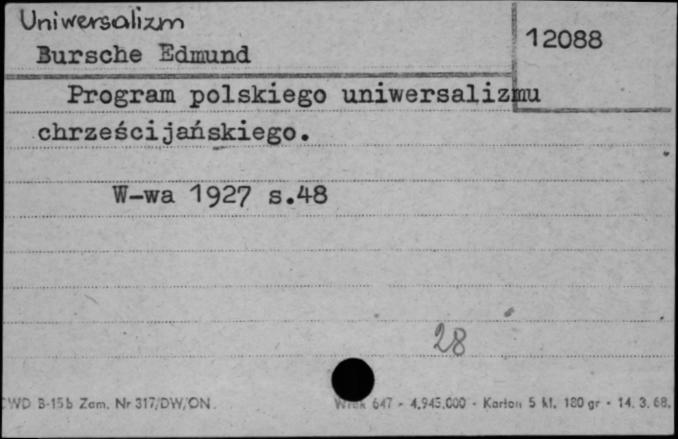 Uniwersalizm
Bursche Edmund
12088
Program polskiego uniwersalizmu
chrześcijańskiego.
W-wa 1927 s.48
28
CWD B-15b Zam. Nr 317/DW/ON.
647 - 4.945.000 - Karton 5 kl. 180 gr - 14. 3. 68.